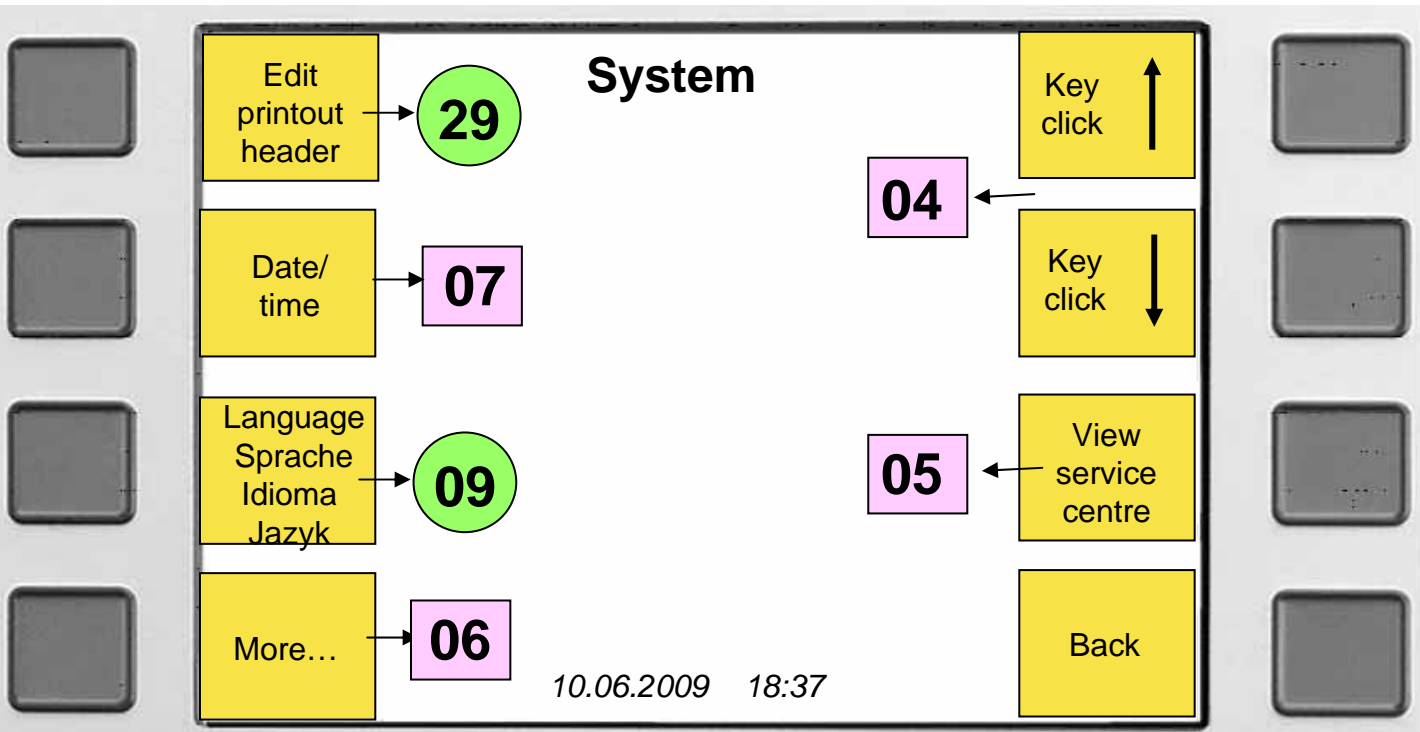 System
Edit
printout
header
29
Key
click
04
Date/
time
07
Key
click
Language
Sprache
Idioma
Jazyk
09
View
service
centre
05
More…
06
Back
10.06.2009 18:37